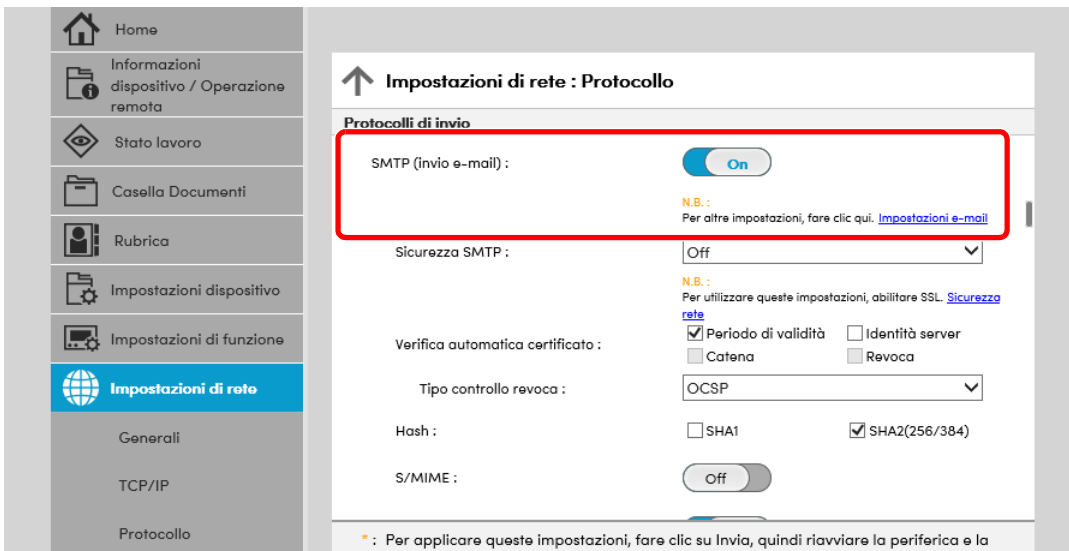 Home
Informazioni
dispositivo / Operazione
remota
Stato lavoro
Casella Documenti
Rubrica
Impostazioni dispositivo
Impostazioni di funzione
Impostazioni di rete
Generali
TCP/IP
Protocollo
Impostazioni di rete : Protocollo
Protocolli di invio
SMTP (invio e-mail) :
On
N.B. :
Per altre impostazioni, fare clic qui. Impostazioni e-mail
Sicurezza SMTP :
Off
N.B. :
Per utilizzare queste impostazioni, abilitare SSL. Sicurezza
rete
Verifica automatica certificato :
Periodo di validità
Identità server
Catena
Revoca
Tipo controllo revoca :
OCSP
Hash :
SHA1
SHA2(256/384)
S/MIME :
Off
* : Per applicare queste impostazioni, fare clic su Invia, quindi riavviare la periferica e la